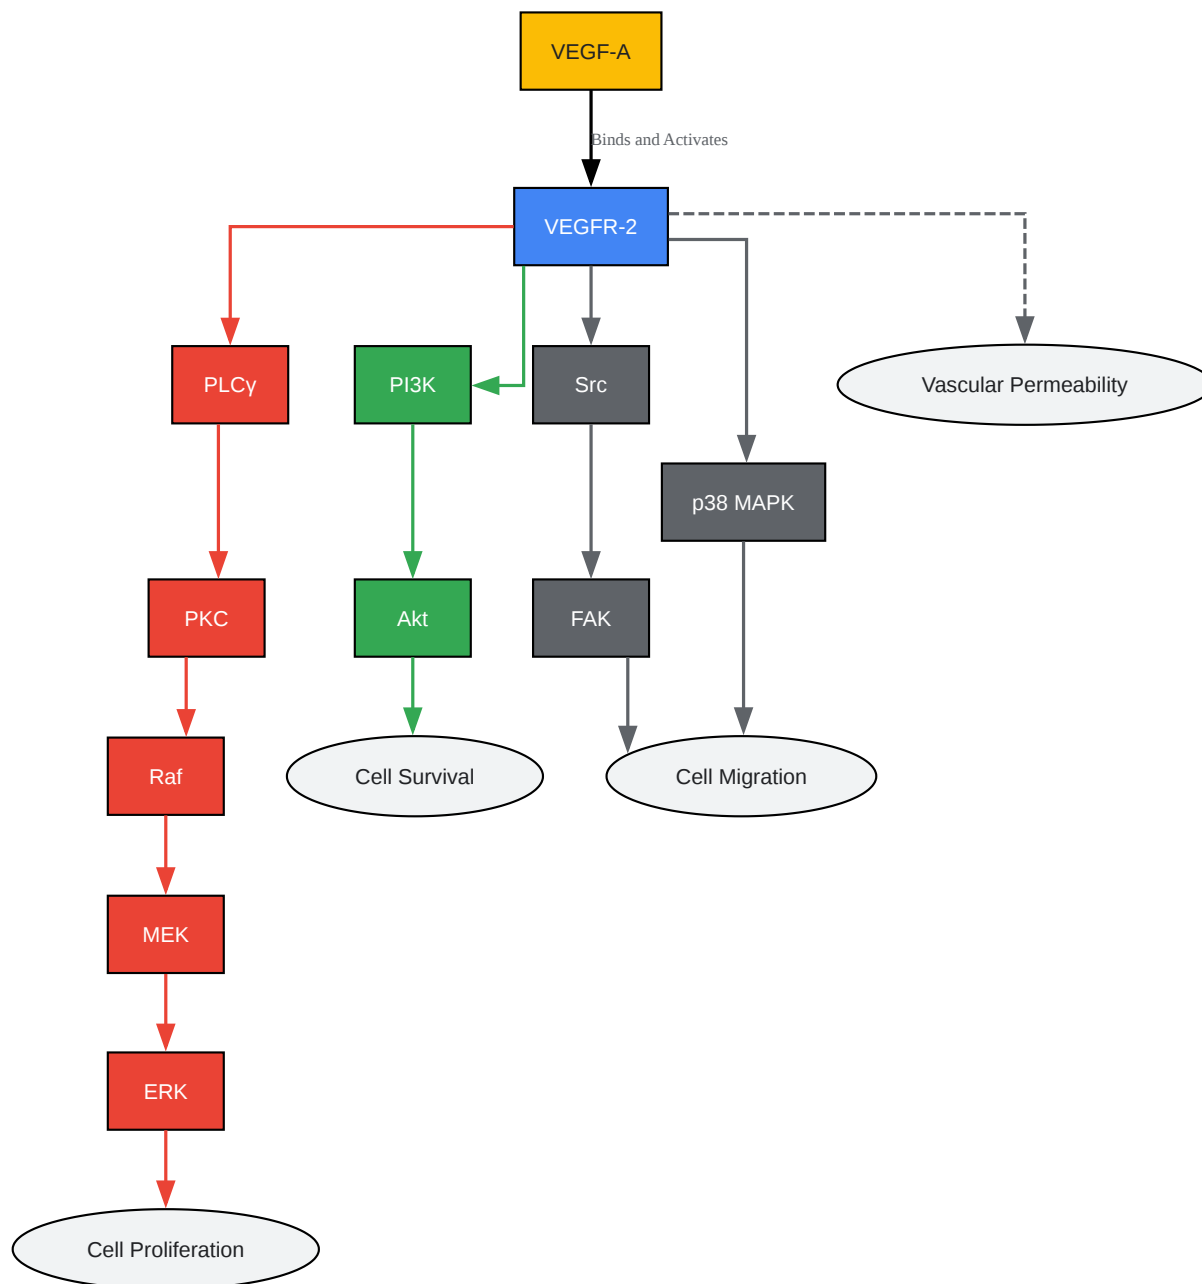 VEGF-A
Binds and Activates
VEGFR-2
PLCγ
PI3K
Src
Vascular Permeability
p38 MAPK
PKC
Akt
FAK
Raf
Cell Survival
Cell Migration
MEK
ERK
Cell Proliferation